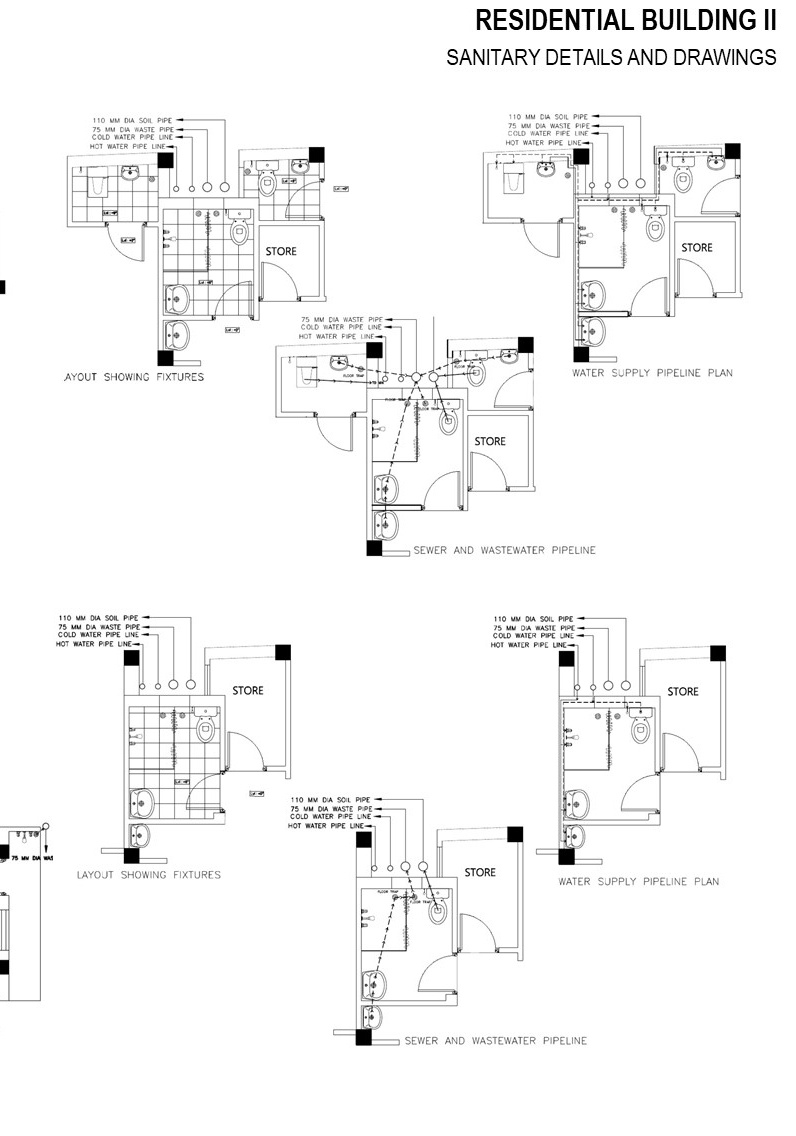 RESIDENTIAL BUILDING II
SANITARY DETAILS AND DRAWINGS
110 MM DIA SOIL PIPE
75 MM DIA WASTE PIPE
COLD WATER PIPE LINE
HOT WATER PIPE LINE
STORE
AYOUT SHOWING FIXTURES
110 MM DIA SOIL PIPE
75 MM DIA WASTE PIPE
COLD WATER PIPE LINE
HOT WATER PIPE LINE
STORE
WATER SUPPLY PIPELINE PLAN
75 MM DIA WASTE PIPE
COLD WATER PIPE LINE
HOT WATER PIPE LINE
FLOOR TRAP
FLOOR TRAP
FLOOR TRAP
STORE
SEWER AND WASTEWATER PIPELINE
110 MM DIA SOIL PIPE
75 MM DIA WASTE PIPE
COLD WATER PIPE LINE
HOT WATER PIPE LINE
STORE
LAYOUT SHOWING FIXTURES
110 MM DIA SOIL PIPE
75 MM DIA WASTE PIPE
COLD WATER PIPE LINE
HOT WATER PIPE LINE
STORE
WATER SUPPLY PIPELINE PLAN
75 MM DIA WAS
110 MM DIA SOIL PIPE
75 MM DIA WASTE PIPE
COLD WATER PIPE LINE
HOT WATER PIPE LINE
STORE
FLOOR TRAP
FLOOR TRAP
SEWER AND WASTEWATER PIPELINE